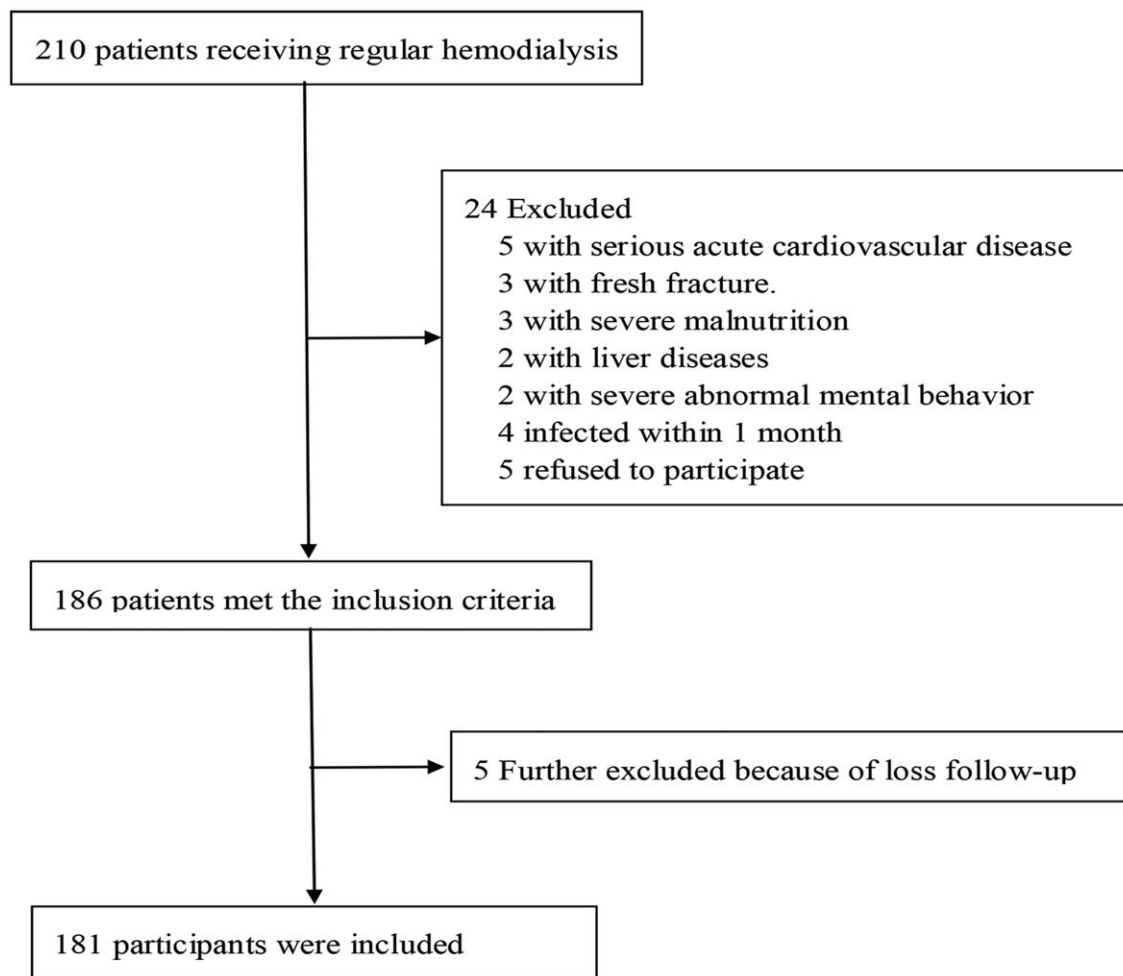 210 patients receiving regular hemodialysis
24 Excluded
5 with serious acute cardiovascular disease
3 with fresh fracture.
3 with severe malnutrition
2 with liver diseases
2 with severe abnormal mental behavior
4 infected within 1 month
5 refused to participate
186 patients met the inclusion criteria
5 Further excluded because of loss follow-up
181 participants were included